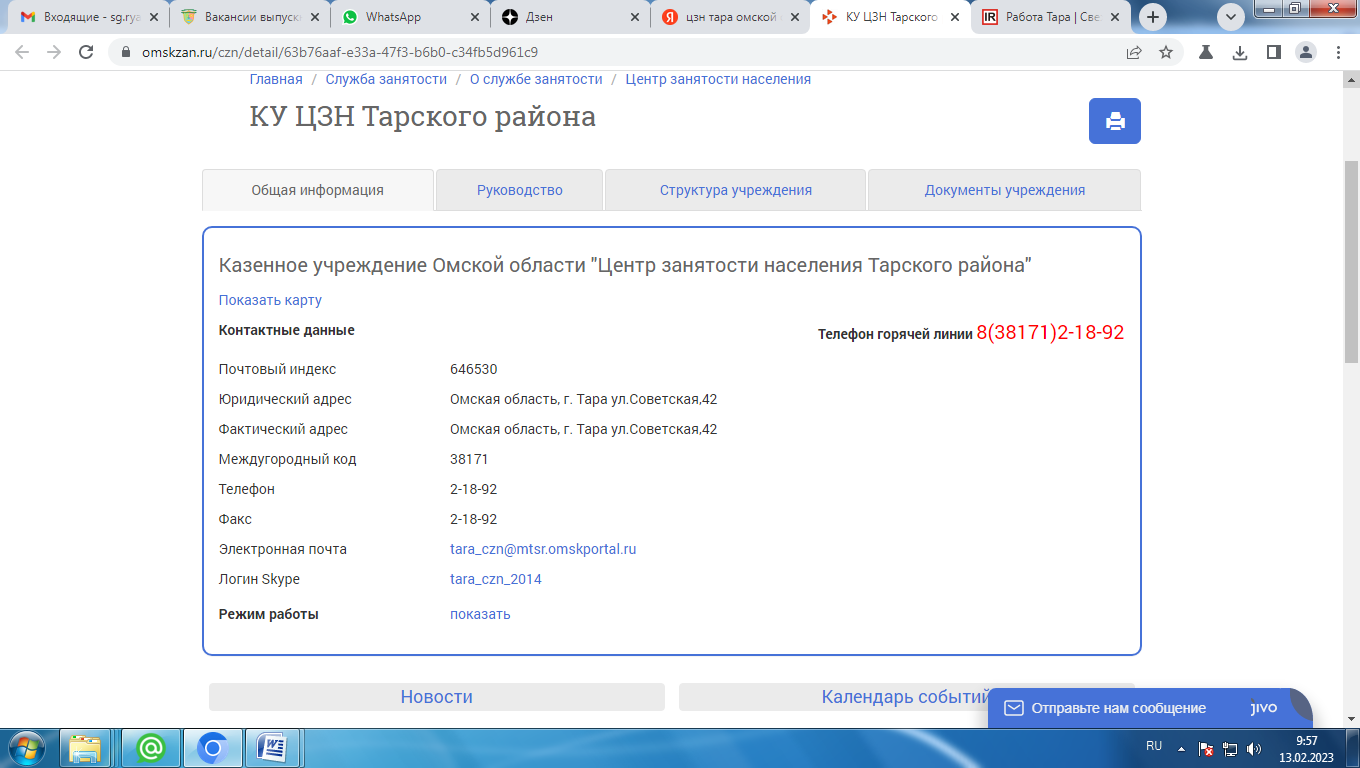 Входящие - sg.rya
Вакансии выпуск
WhatsApp
Дзен
Я цзн тара омской
КУ ЦЗН Тарского
IR Работа Тара | Све
omskzan.ru/czn/detail/63b76aaf-e33a-47f3-b6b0-c34fb5d961c9
Главная / Служба занятости / О службе занятости / Центр занятости населения
КУ ЦЗН Тарского района
Общая информация
Руководство
Структура учреждения
Документы учреждения
Казенное учреждение Омской области "Центр занятости населения Тарского района"
Показать карту
Контактные данные
Телефон горячей линии 8(38171)2-18-92
Почтовый индекс 646530
Юридический адрес Омская область, г. Тара ул.Советская,42
Фактический адрес Омская область, г. Тара ул.Советская,42
Междугородный код 38171
Телефон 2-18-92
Факс 2-18-92
Электронная почта tara_czn@mtsr.omskportal.ru
Логин Skype tara_czn_2014
Режим работы показать
Новости
Календарь событий
Отправьте нам сообщение jivo
RU
9:57
13.02.2023